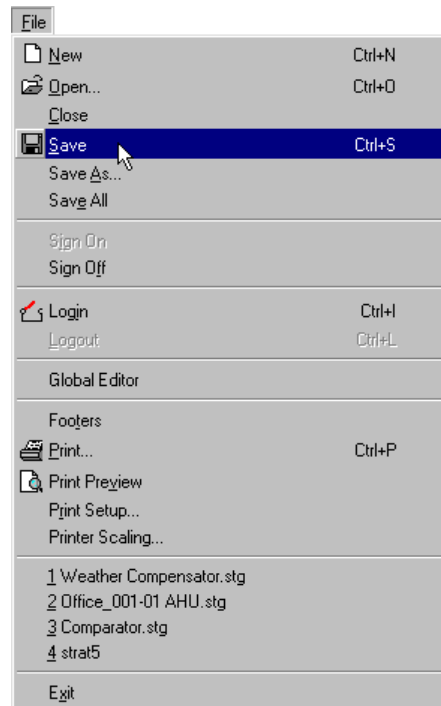 File
New Ctrl+N
Open... Ctrl+O
Close
Save Ctrl+S
Save As...
Save All
Sign On
Sign Off
Login Ctrl+I
Logout Ctrl+L
Global Editor
Footers
Print... Ctrl+P
Print Preview
Print Setup...
Printer Scaling...
1 Weather Compensator.stg
2 Office_001-01 AHU.stg
3 Comparator.stg
4 strat5
Exit